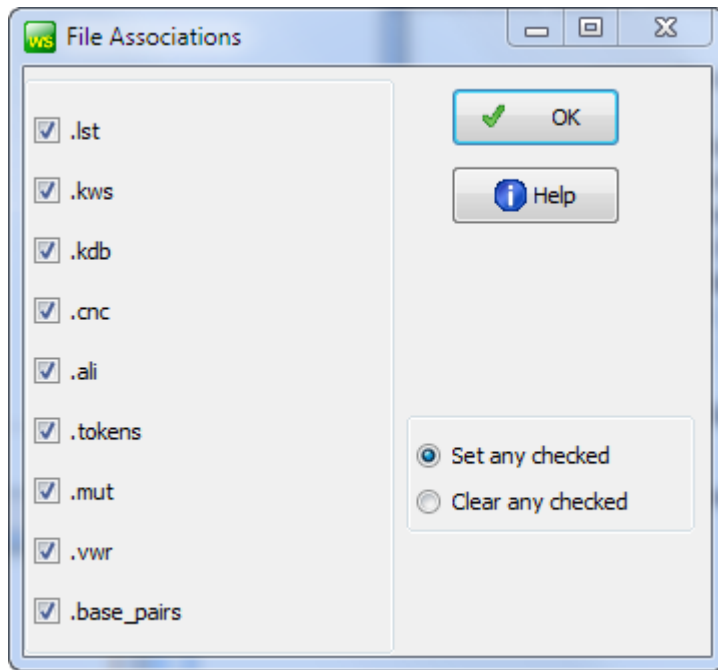 WS File Associations
.lst
.kws
.kdb
.cnc
.ali
.tokens
.mut
.vwr
.base_pairs
OK
Help
Set any checked
Clear any checked